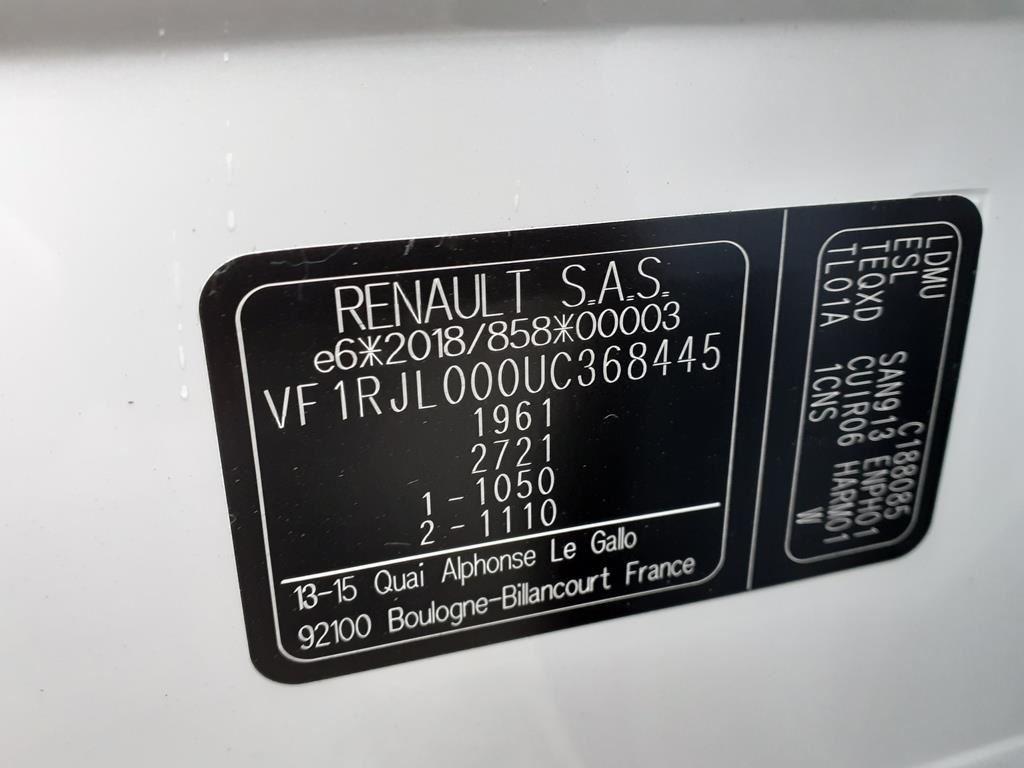 RENAULT S.A.S.
e6*2018/858*00003
VF1RJL000UC368445
1961
2721
1-1050
2-1110
13-15 Quai Alphonse Le Gallo
92100 Boulogne-Billancourt France
C188085
LDMU SAN913 ENPH01
ESL CUIR06 HARM01
TEQXD 1CNS W
TL01A